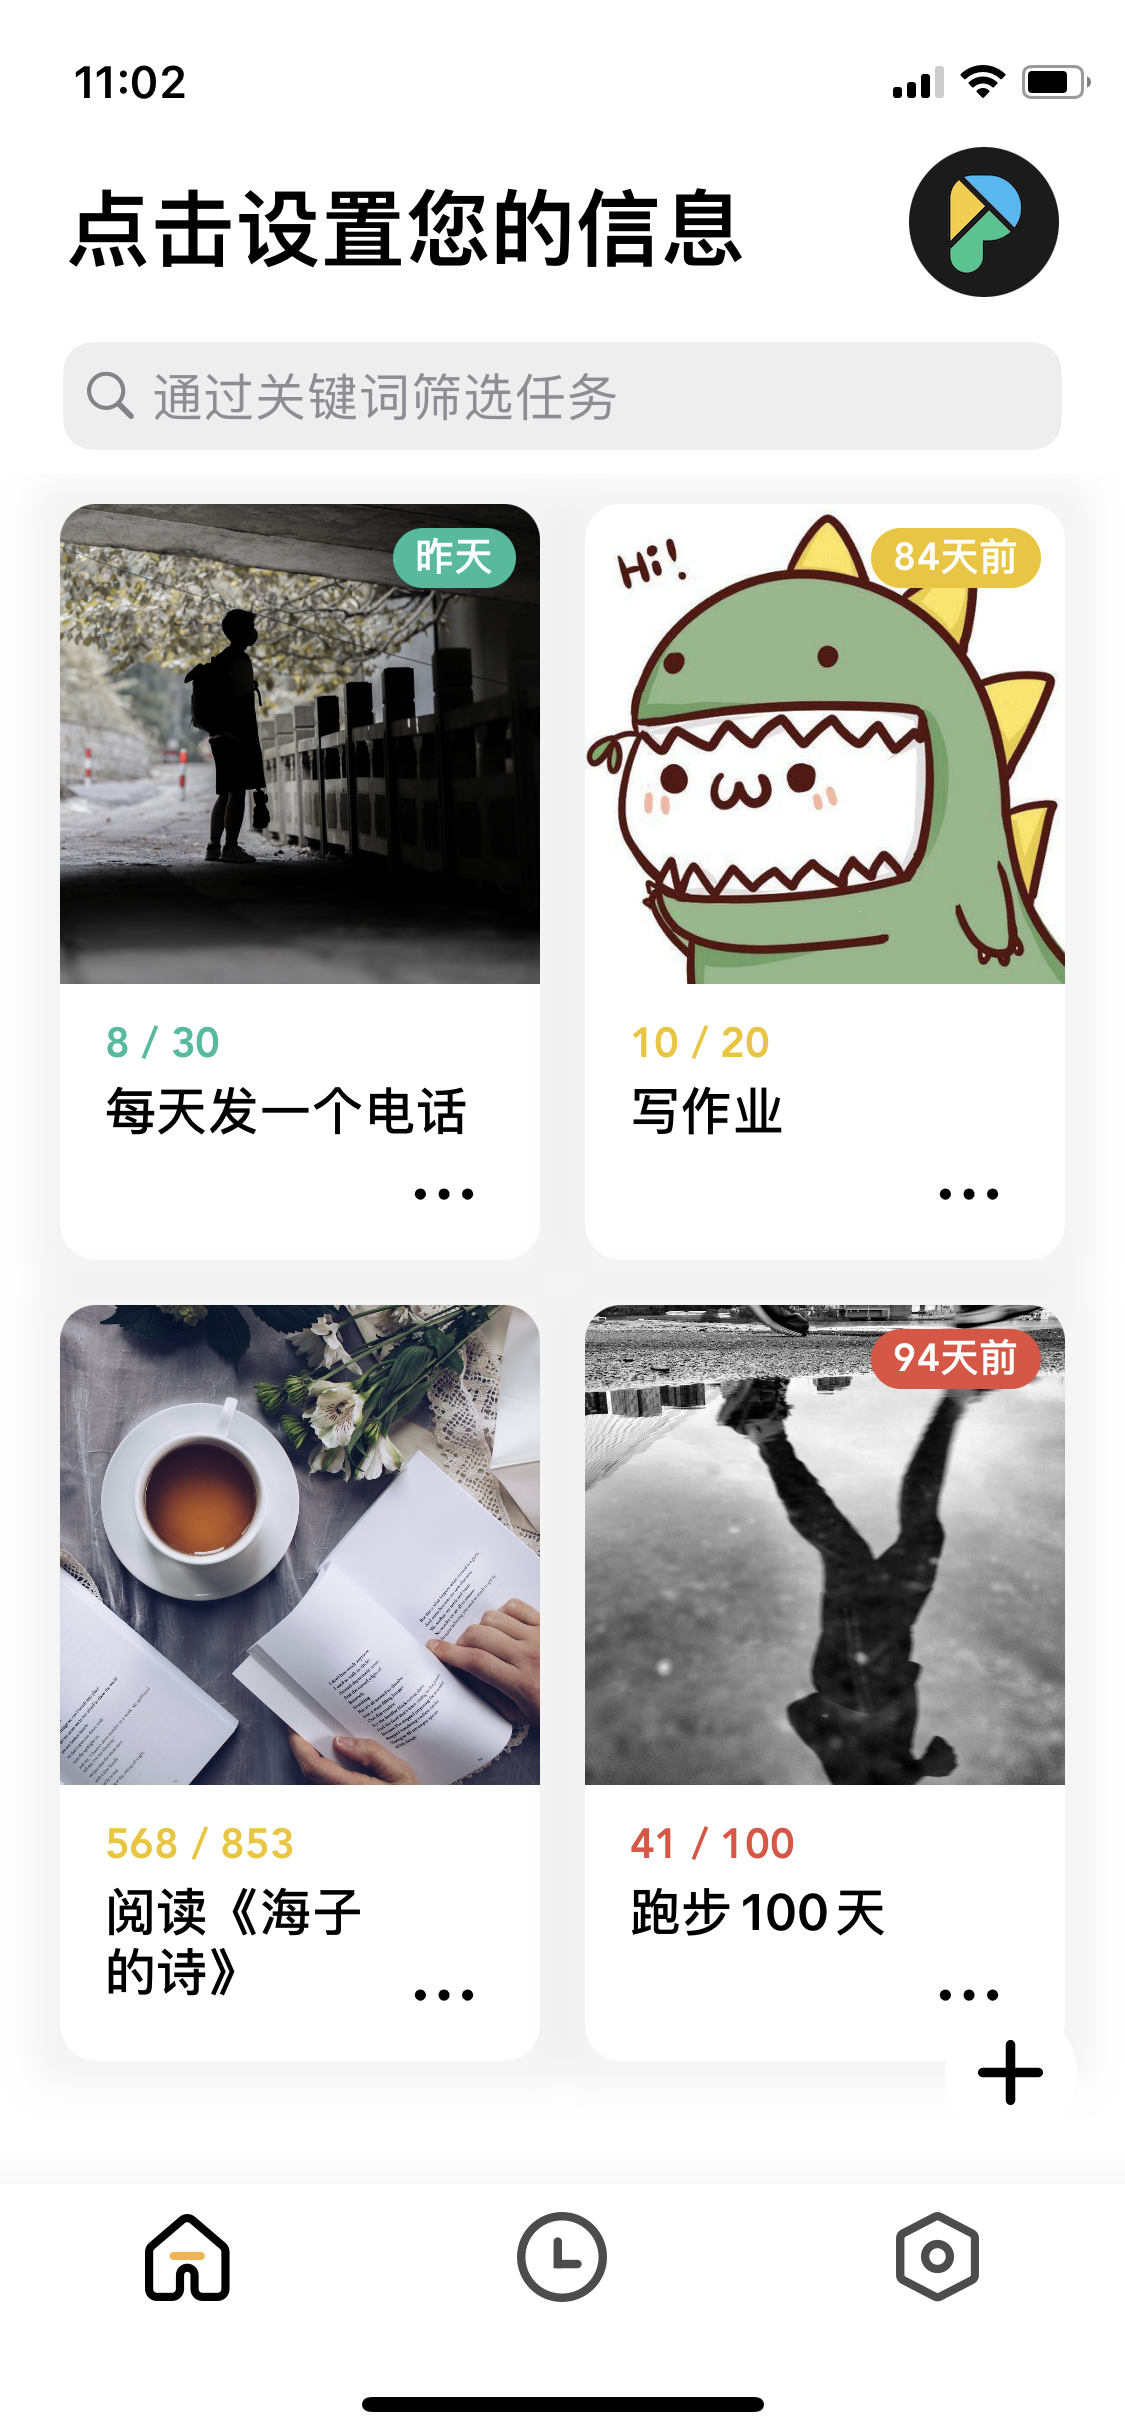 11:02
点击设置您的信息
通过关键词筛选任务
昨天
8 / 30
每天发一个电话
84天前
Hi!
10 / 20
写作业
568 / 853
阅读《海子
的诗》
94天前
41 / 100
跑步100天